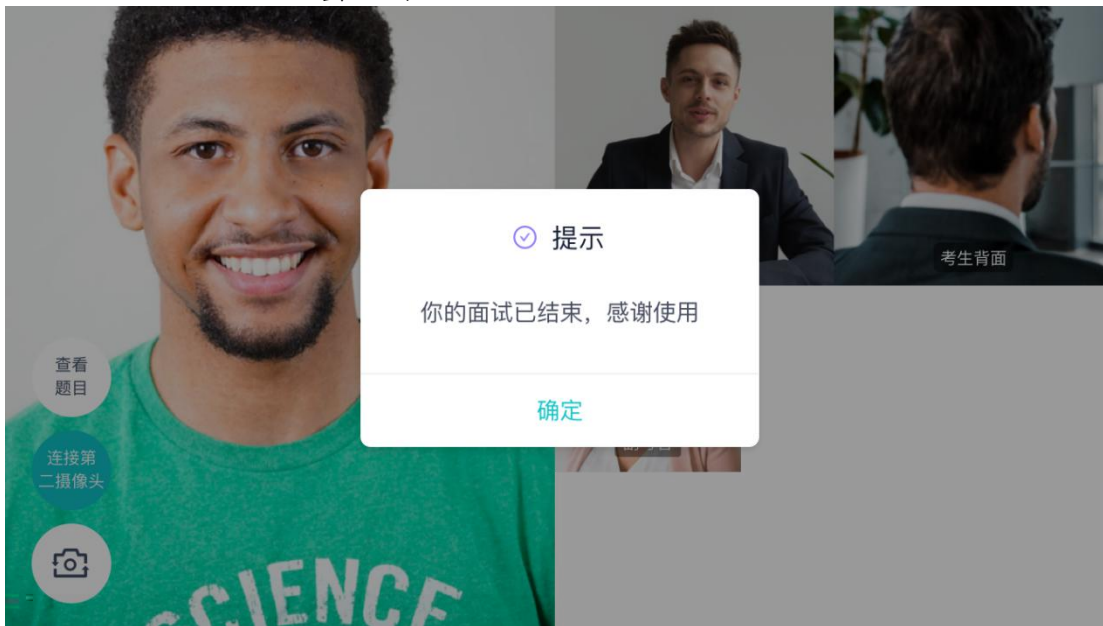 提示
考生背面
你的面试已结束，感谢使用
查看
题目
确定
连接第
二摄像头
SCIENCE